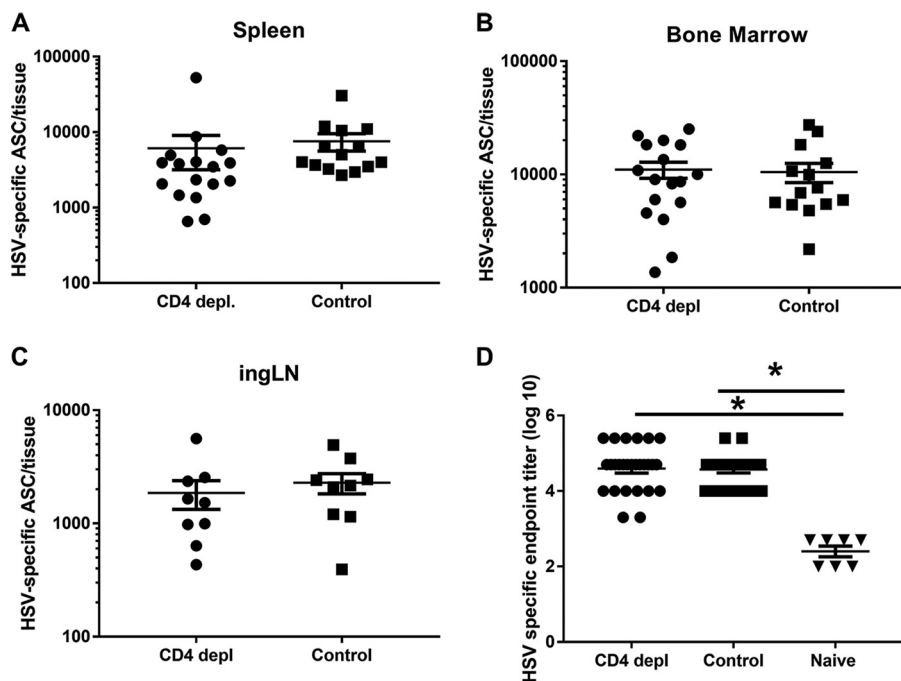 A
Spleen
HSV-specific ASC/tissue
100000
10000
1000
100
CD4 depl.
Control
B
Bone Marrow
HSV-specific ASC/tissue
100000
10000
1000
CD4 depl
Control
C
ingLN
HSV-specific ASC/tissue
10000
1000
100
CD4 depl
Control
D
HSV specific endpoint titer (log 10)
*
*
6
4
2
0
CD4 depl
Control
Naive